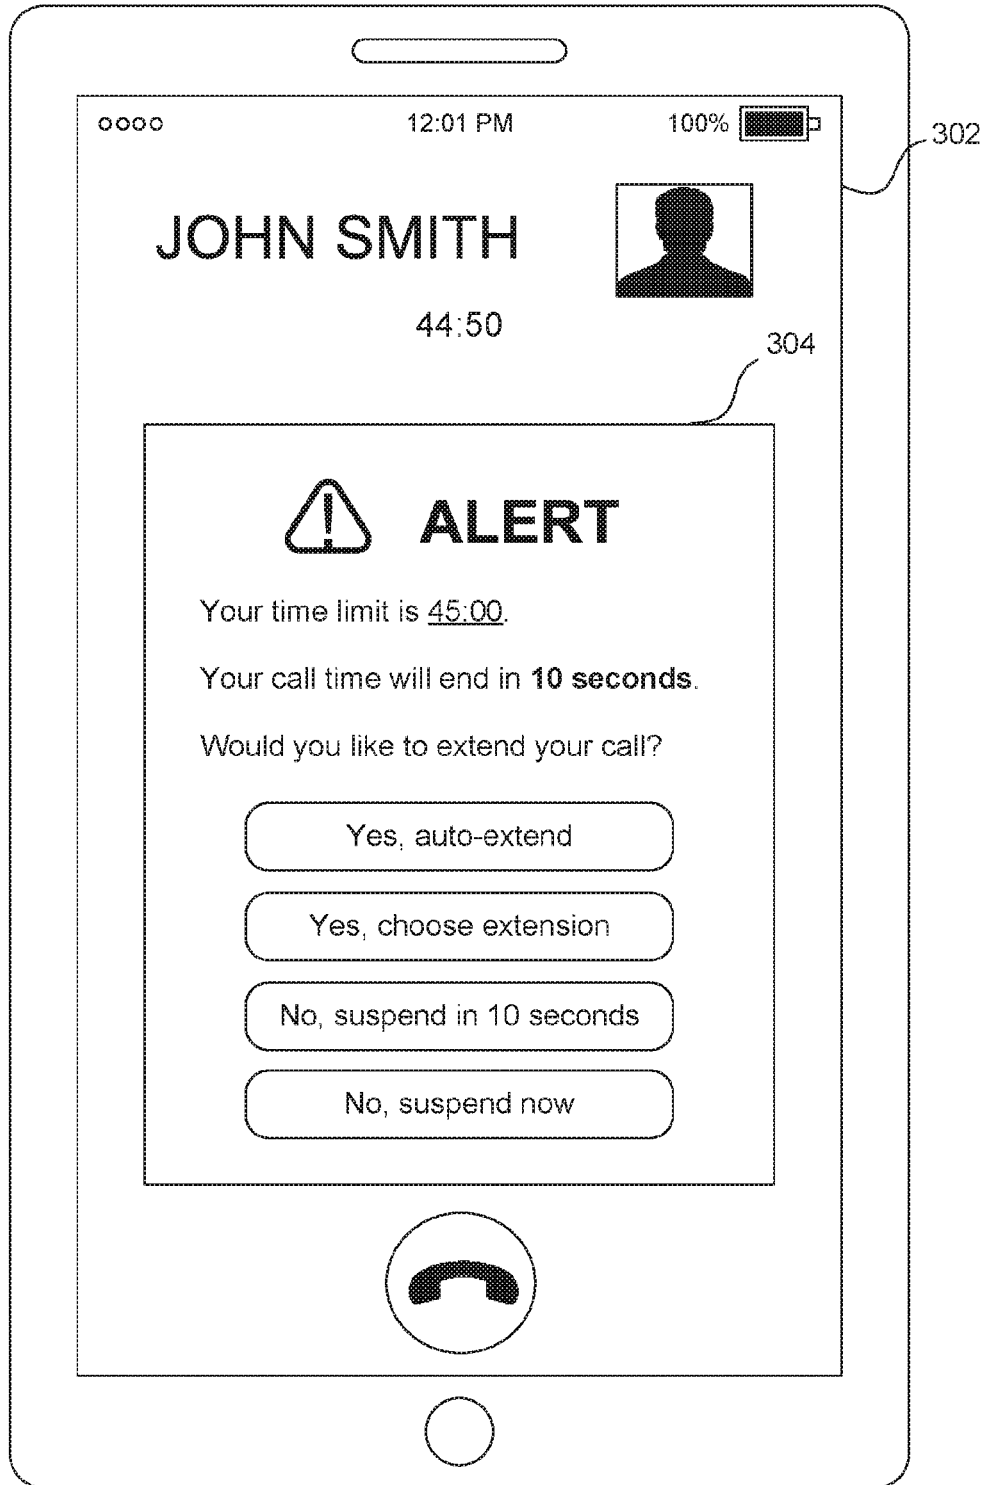 12:01 PM 100%
302
JOHN SMITH
44:50
304
ALERT
Your time limit is 45:00.
Your call time will end in 10 seconds.
Would you like to extend your call?
Yes, auto-extend
Yes, choose extension
No, suspend in 10 seconds
No, suspend now